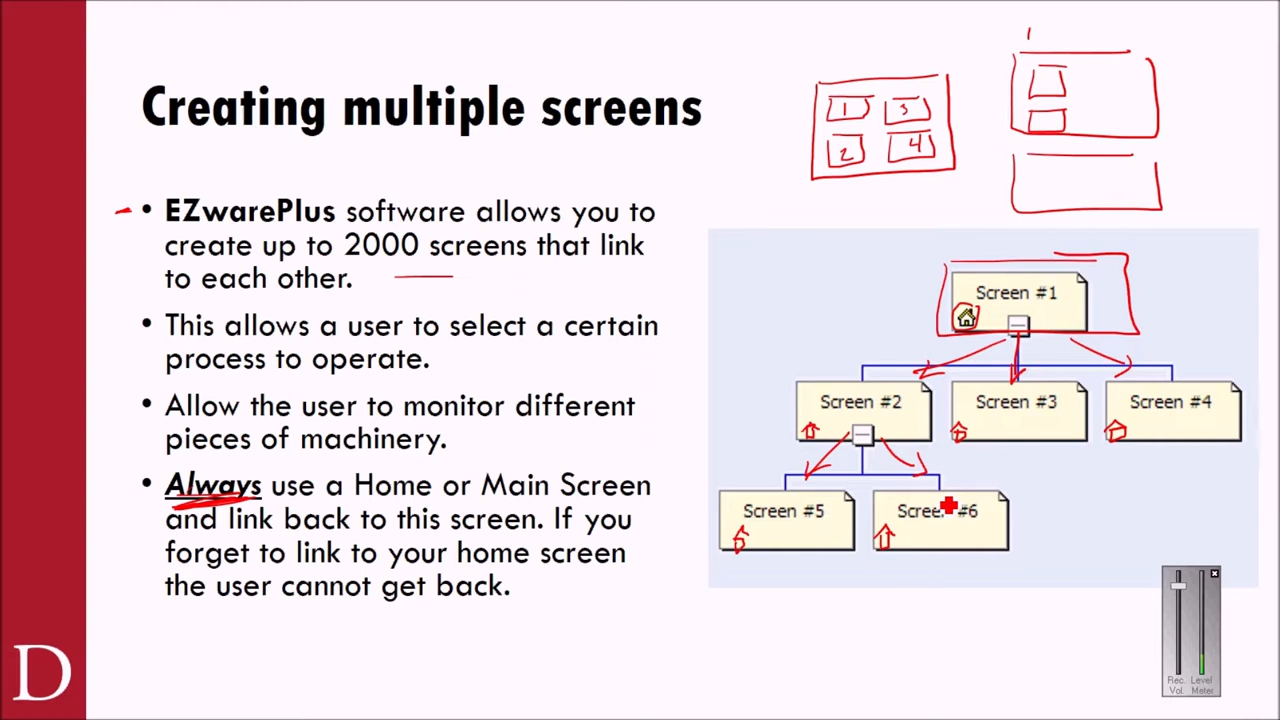 Creating multiple screens
1 3
2 4
• EZwarePlus software allows you to
create up to 2000 screens that link
to each other.
• This allows a user to select a certain
process to operate.
• Allow the user to monitor different
pieces of machinery.
• Always use a Home or Main Screen
and link back to this screen. If you
forget to link to your home screen
the user cannot get back.
Screen #1
Screen #2
Screen #3
Screen #4
Screen #5
Screen #6
D
Rec. Level
Vol. Meter